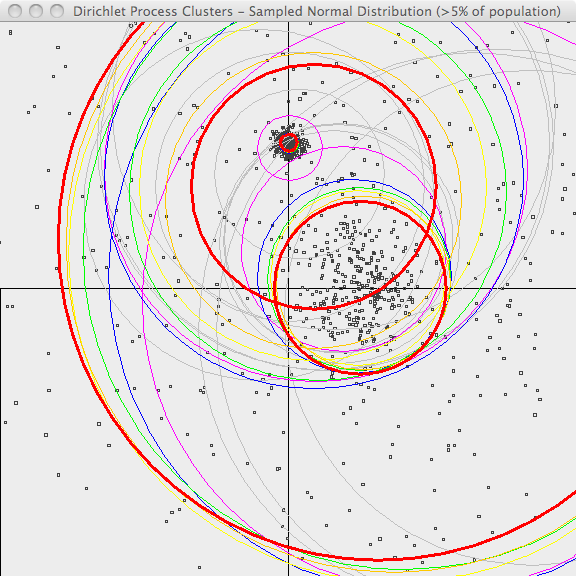 Dirichlet Process Clusters - Sampled Normal Distribution (>5% of population)